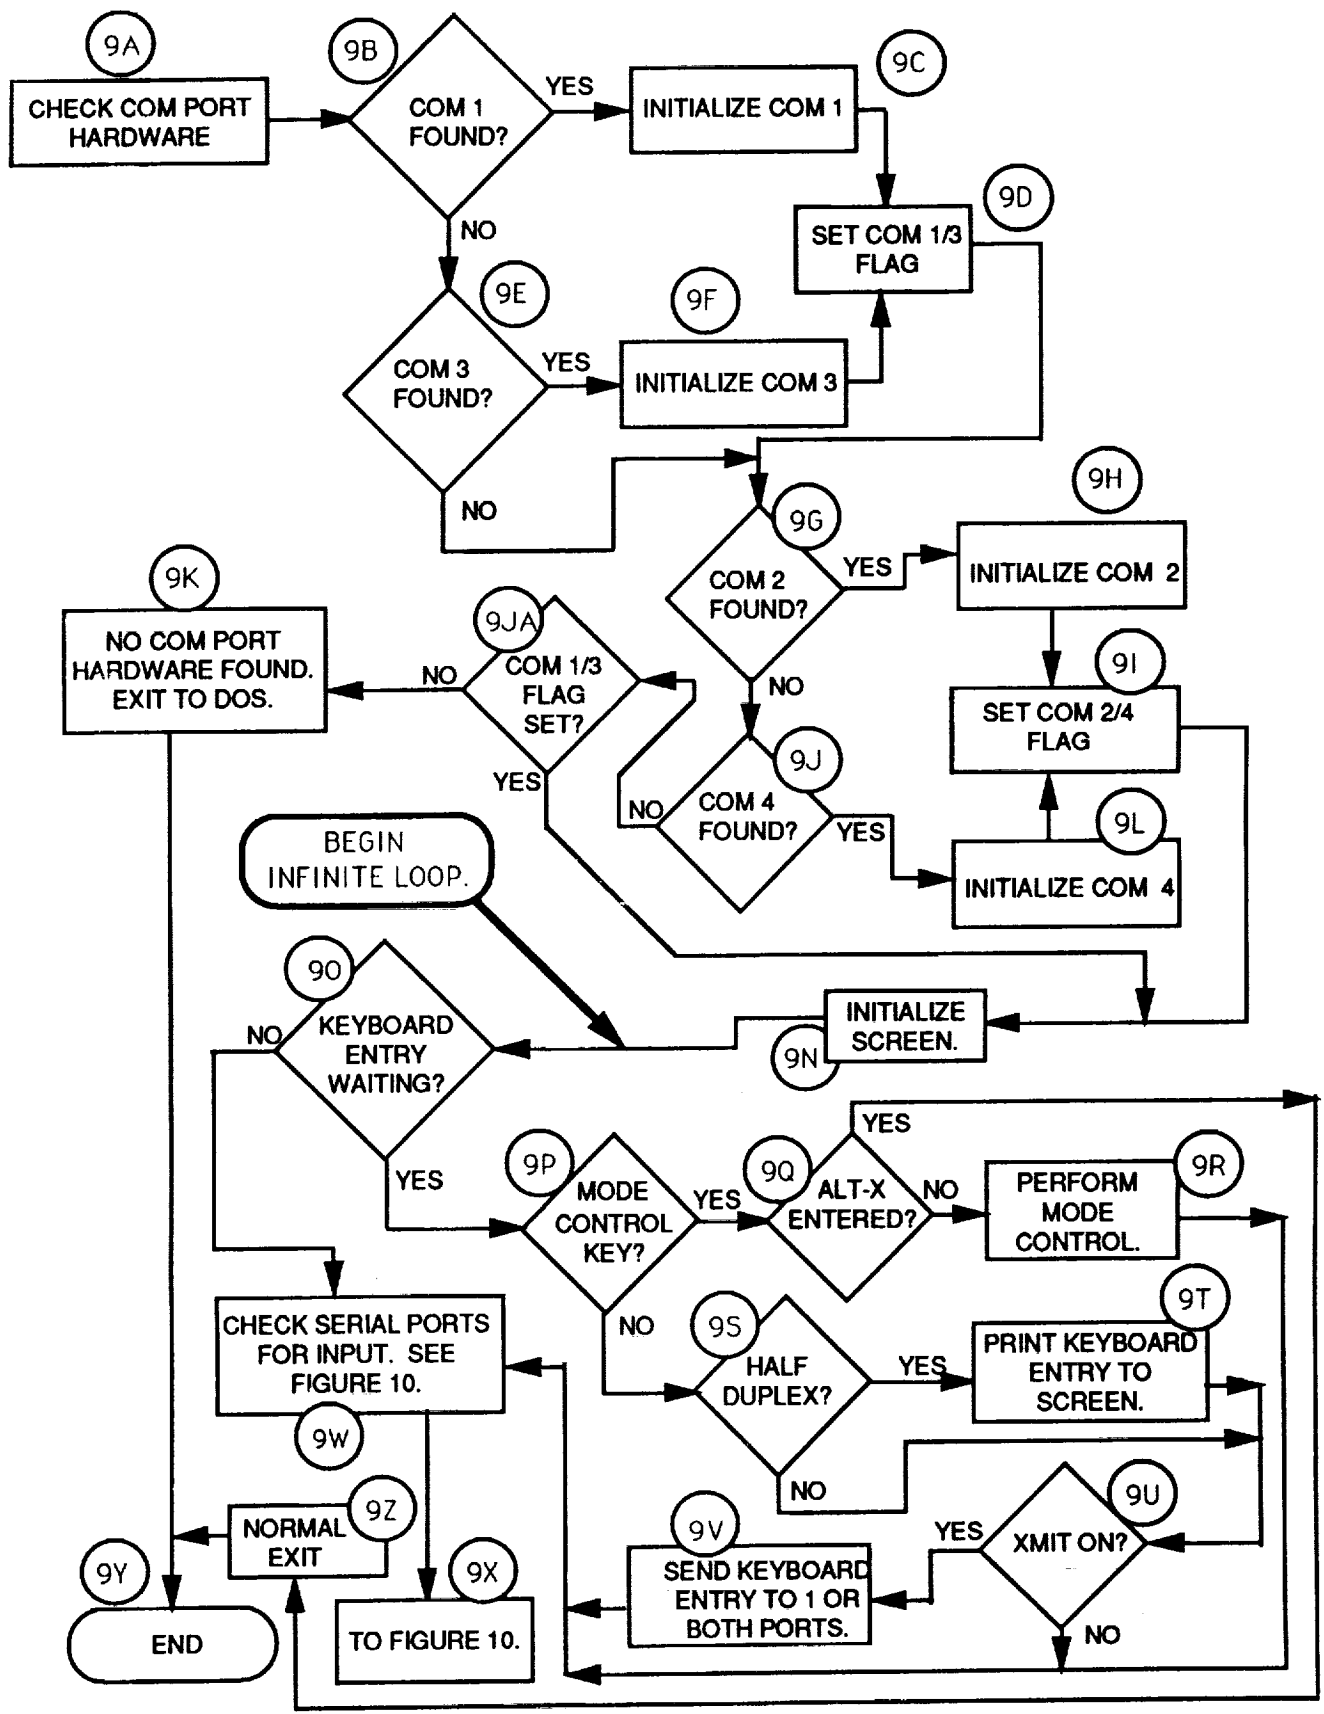 9A
CHECK COM PORT
HARDWARE
9B
COM 1
FOUND?
YES
NO
INITIALIZE COM 1
9C
9D
SET COM 1/3
FLAG
9E
COM 3
FOUND?
YES
NO
9F
INITIALIZE COM 3
9G
COM 2
FOUND?
YES
NO
9H
INITIALIZE COM 2
9I
SET COM 2/4
FLAG
9J
COM 4
FOUND?
NO
YES
9L
INITIALIZE COM 4
9JA
COM 1/3
FLAG
SET?
NO
YES
9K
NO COM PORT
HARDWARE FOUND.
EXIT TO DOS.
BEGIN
INFINITE LOOP.
INITIALIZE
SCREEN.
9N
9O
KEYBOARD
ENTRY
WAITING?
NO
YES
9P
MODE
CONTROL
KEY?
YES
NO
9Q
ALT-X
ENTERED?
YES
NO
9R
PERFORM
MODE
CONTROL.
9S
HALF
DUPLEX?
YES
NO
9T
PRINT KEYBOARD
ENTRY TO
SCREEN.
9U
XMIT ON?
YES
NO
9V
SEND KEYBOARD
ENTRY TO 1 OR
BOTH PORTS.
CHECK SERIAL PORTS
FOR INPUT. SEE
FIGURE 10.
9W
9X
TO FIGURE 10.
9Z
NORMAL
EXIT
9Y
END